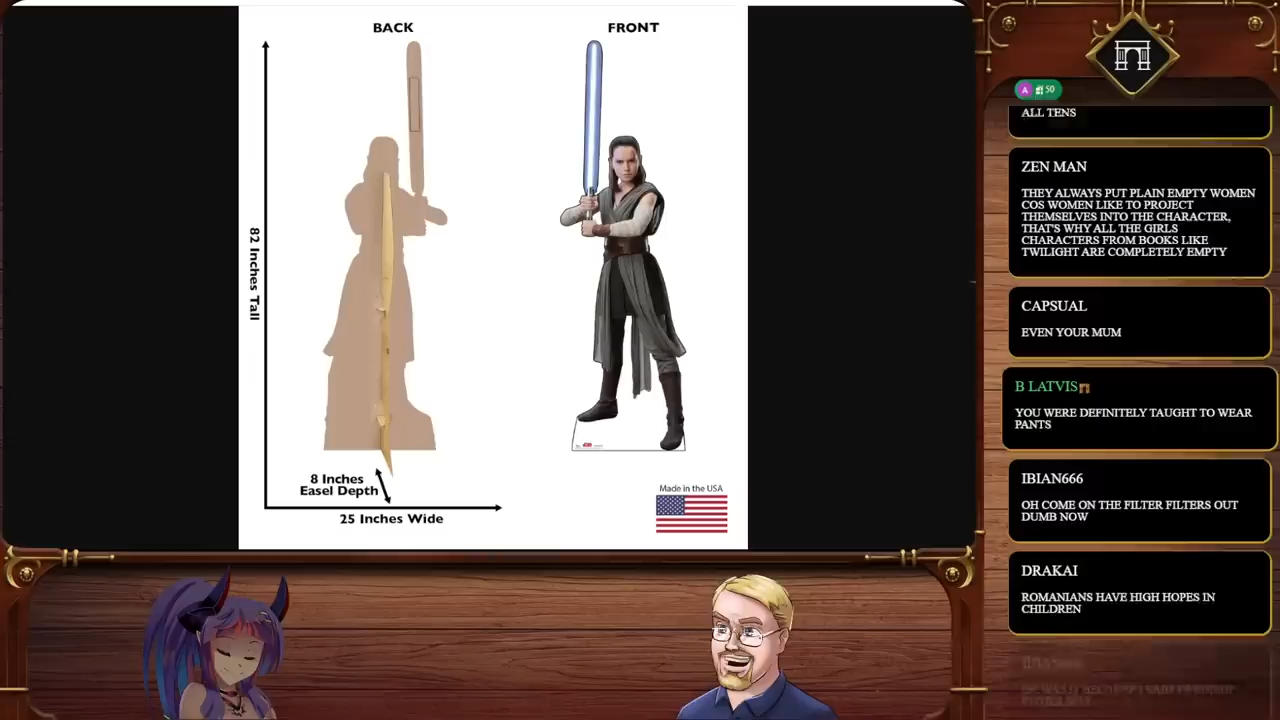 BACK
FRONT
82 Inches Tall
8 Inches
Easel Depth
25 Inches Wide
Made in the USA
A 50
ALL TENS
ZEN MAN
THEY ALWAYS PUT PLAIN EMPTY WOMEN
COS WOMEN LIKE TO PROJECT
THEMSELVES INTO THE CHARACTER,
THAT'S WHY ALL THE GIRLS
CHARACTERS FROM BOOKS LIKE
TWILIGHT ARE COMPLETELY EMPTY
CAPSUAL
EVEN YOUR MUM
B LATVIS
YOU WERE DEFINITELY TAUGHT TO WEAR
PANTS
IBIAN666
OH COME ON THE FILTER FILTERS OUT
DUMB NOW
DRAKAI
ROMANIANS HAVE HIGH HOPES IN
CHILDREN